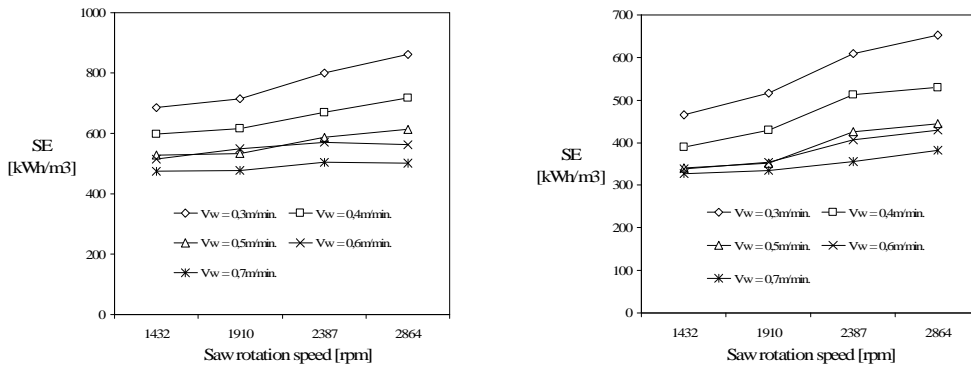 1000
800
600
400
200
0
SE
[kWh/m3]
Vw = 0,3m/min.
Vw = 0,4m/min.
Vw = 0,5m/min.
Vw = 0,6m/min.
Vw = 0,7m/min.
1432 1910 2387 2864
Saw rotation speed [rpm]
700
600
500
400
300
200
100
0
SE
[kWh/m3]
Vw = 0,3m/min.
Vw = 0,4m/min.
Vw = 0,5m/min.
Vw = 0,6m/min.
Vw = 0,7m/min.
1432 1910 2387 2864
Saw rotation speed [rpm]